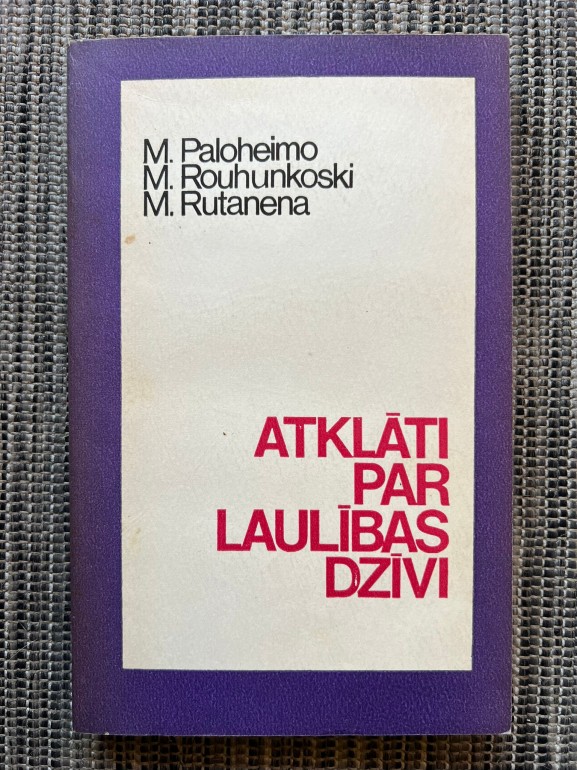 M. Paloheimo
M. Rouhunkoski
M. Rutanena
ATKLĀTI
PAR
LAULĪBAS
DZĪVI